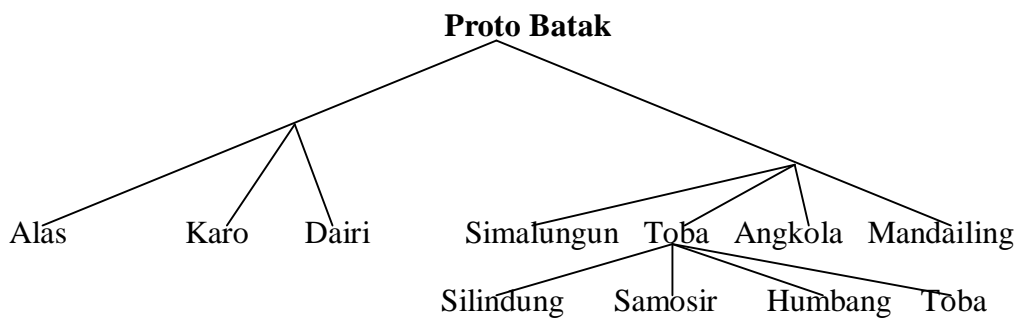 Proto Batak
Alas Karo Dairi Simalungun Toba Angkola Mandailing
Silindung Samosir Humbang Toba